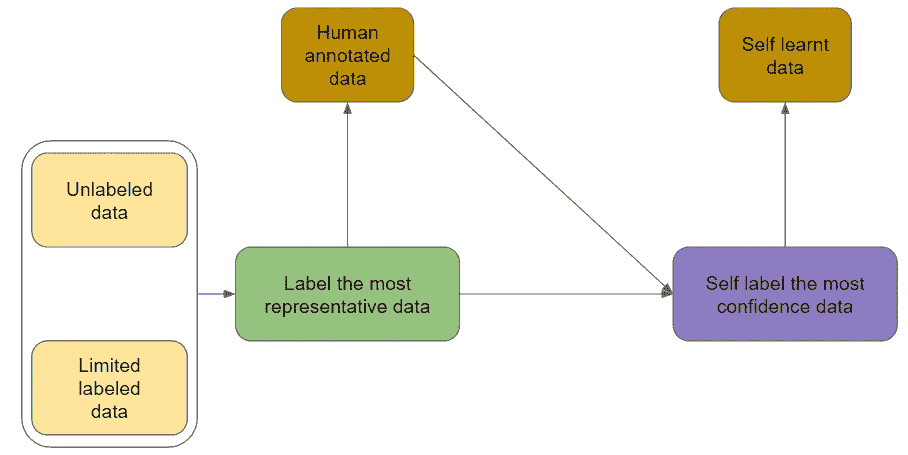 Human
annotated
data
Self learnt
data
Unlabeled
data
Label the most
representative data
Self label the most
confidence data
Limited
labeled
data